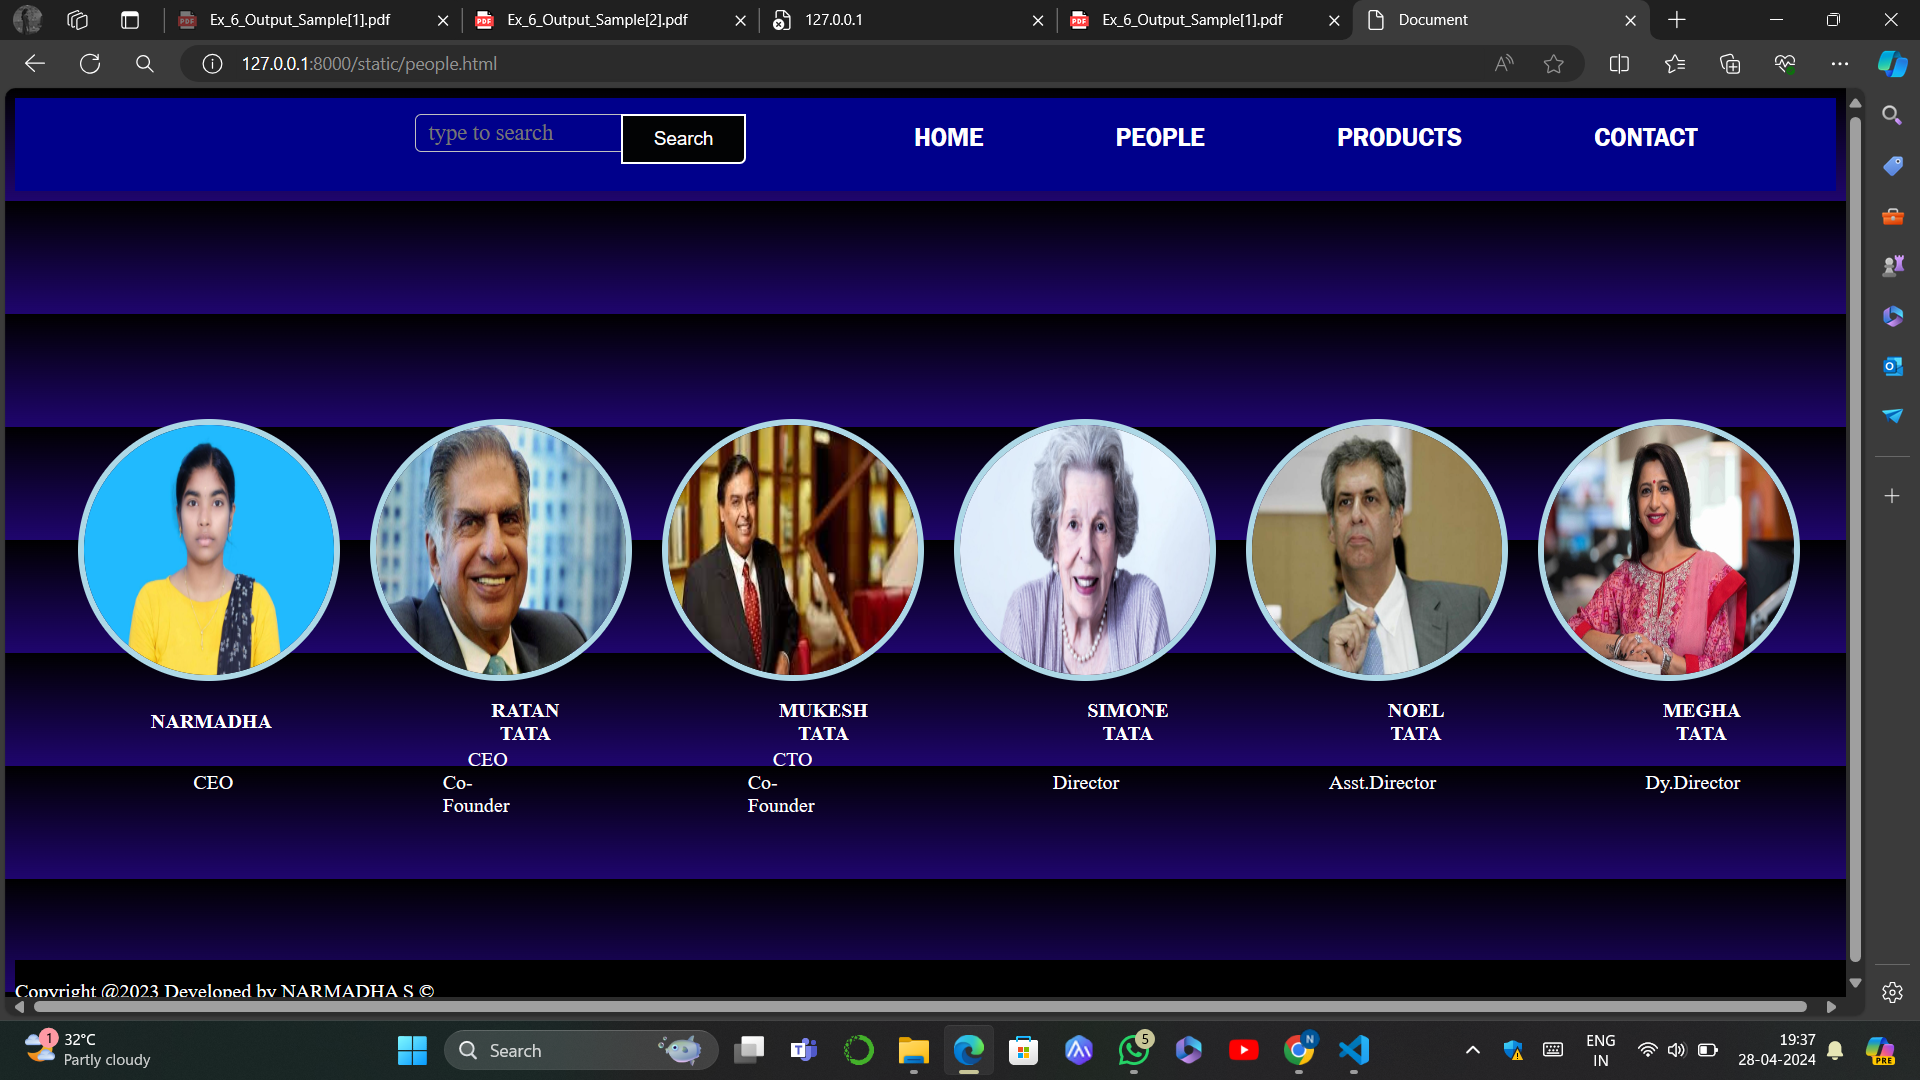 Ex_6_Output_Sample[1].pdf
Ex_6_Output_Sample[2].pdf
127.0.0.1
Ex_6_Output_Sample[1].pdf
Document
127.0.0.1:8000/static/people.html
type to search
Search
HOME
PEOPLE
PRODUCTS
CONTACT
NARMADHA
RATAN
TATA
MUKESH
TATA
SIMONE
TATA
NOEL
TATA
MEGHA
TATA
CEO
CEO
Co-
Founder
CTO
Co-
Founder
Director
Asst.Director
Dy.Director
Copyright @2023 Developed by NARMADHA S ©
1
32°C
Partly cloudy
Search
5
N
ENG
IN
19:37
28-04-2024
PRE